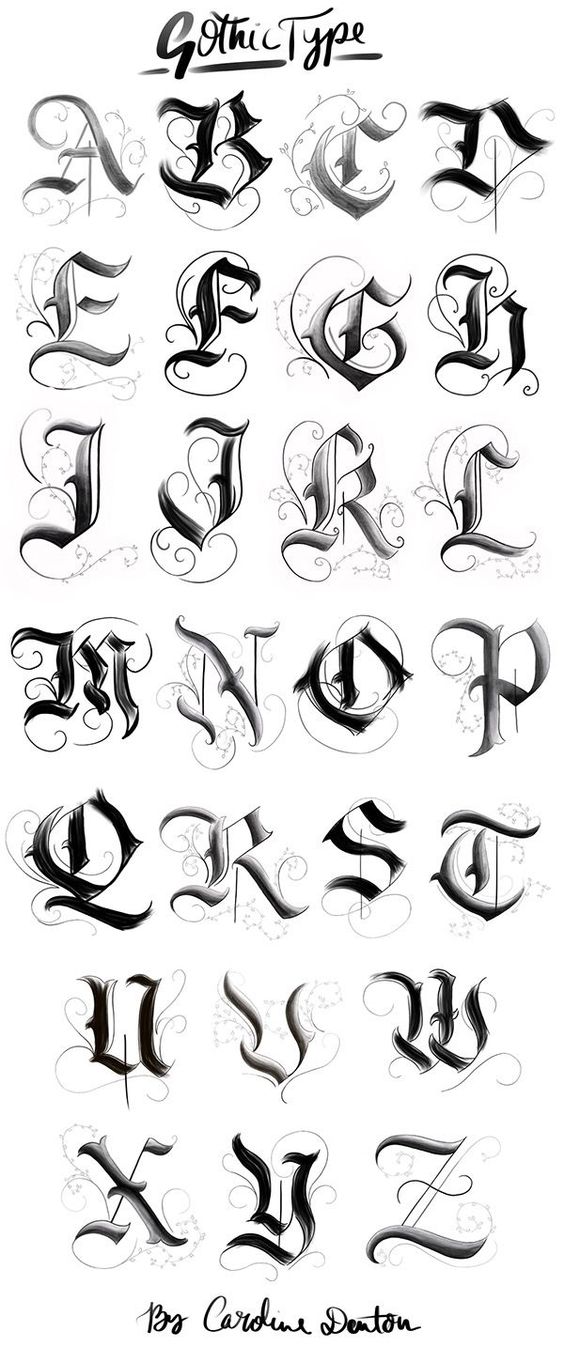 Gothic Type
A B C D
E F G H
I J K L
M N O P
Q R S T
U V W
X Y Z
By Caroline Denton